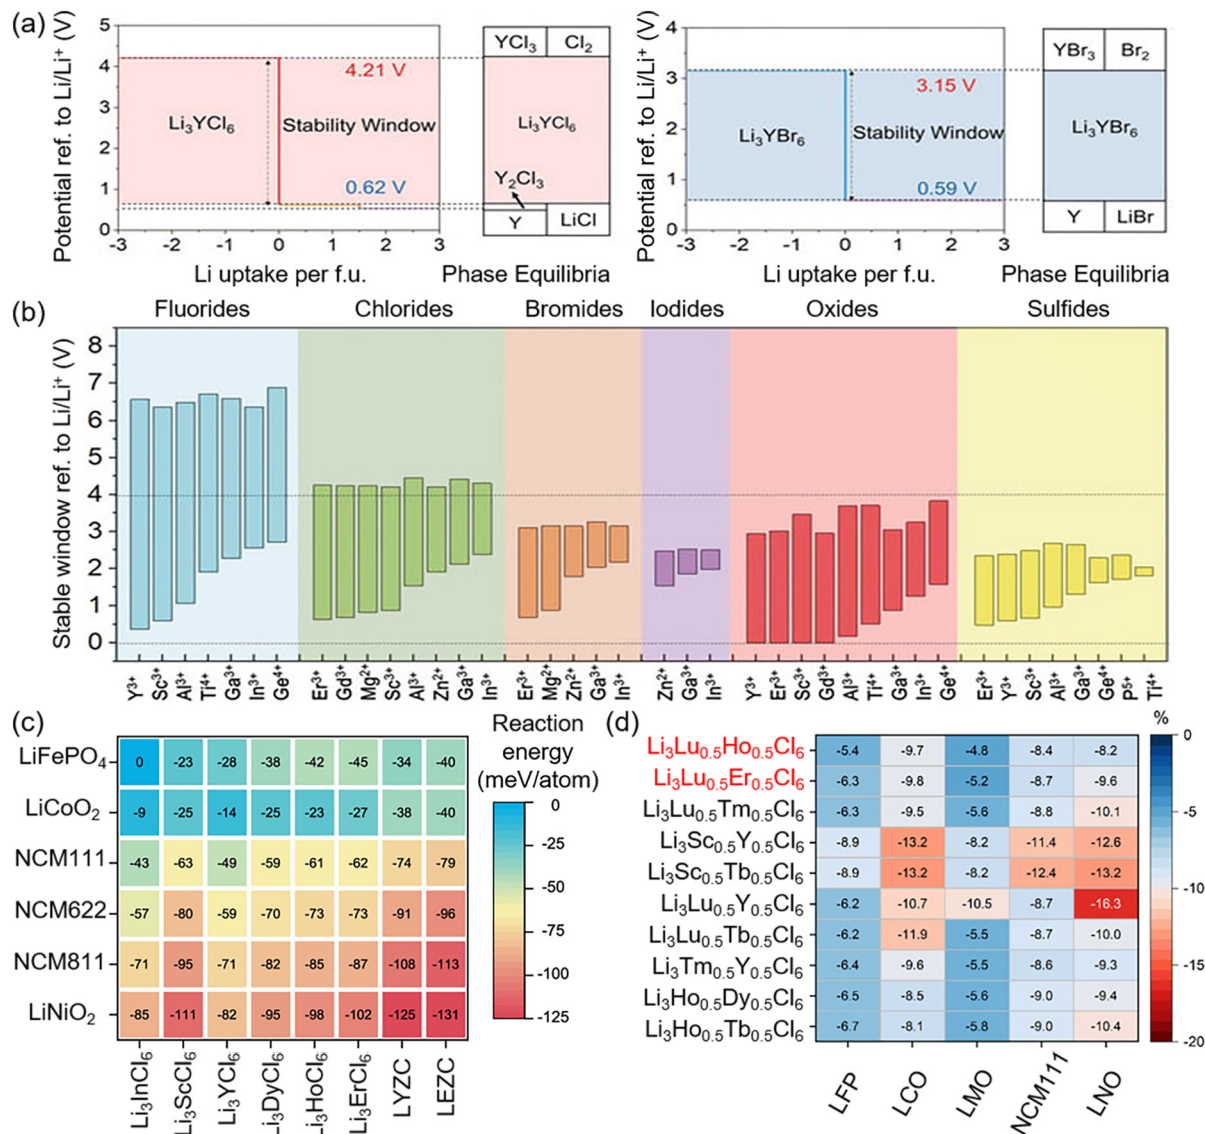 (a)
Potential ref. to Li/Li⁺ (V)
5
4
3
2
1
0
4.21 V
Li₃YCl₆
Stability Window
0.62 V
-3 -2 -1 0 1 2 3
Li uptake per f.u.
YCl₃ Cl₂
Li₃YCl₆
Y₂Cl₃
Y LiCl
Phase Equilibria
Potential ref. to Li/Li⁺ (V)
4
3
2
1
0
3.15 V
Li₃YBr₆
Stability Window
0.59 V
-3 -2 -1 0 1 2 3
Li uptake per f.u.
YBr₃ Br₂
Li₃YBr₆
Y LiBr
Phase Equilibria
(b)
Fluorides Chlorides Bromides Iodides Oxides Sulfides
Stable window ref. to Li/Li⁺ (V)
8
7
6
5
4
3
2
1
0
Y³⁺ Sc³⁺ Al³⁺ Ti⁴⁺ Ga³⁺ In³⁺ Ge⁴⁺ Er³⁺ Gd³⁺ Mg²⁺ Sc³⁺ Al³⁺ Zn²⁺ Ga³⁺ In³⁺ Er³⁺ Mg²⁺ Zn²⁺ Ga³⁺ In³⁺ Zn²⁺ Ga³⁺ In³⁺ Y³⁺ Er³⁺ Sc³⁺ Gd³⁺ Al³⁺ Ti⁴⁺ Ga³⁺ In³⁺ Ge⁴⁺ Er³⁺ Y³⁺ Sc³⁺ Al³⁺ Ga³⁺ Ge⁴⁺ P⁵⁺ Ti⁴⁺
(c)
LiFePO₄ 0 -23 -28 -38 -42 -45 -34 -40
LiCoO₂ -9 -25 -14 -25 -23 -27 -38 -40
NCM111 -43 -63 -49 -59 -61 -62 -74 -79
NCM622 -57 -80 -59 -70 -73 -73 -91 -96
NCM811 -71 -95 -71 -82 -85 -87 -108 -113
LiNiO₂ -85 -111 -82 -95 -98 -102 -125 -131
Li₃InCl₆ Li₃ScCl₆ Li₃YCl₆ Li₃DyCl₆ Li₃HoCl₆ Li₃ErCl₆ LYZC LEZC
Reaction
energy
(meV/atom)
0
-25
-50
-75
-100
-125
(d)
Li₃Lu₀.₅Ho₀.₅Cl₆ -5.4 -9.7 -4.8 -8.4 -8.2
Li₃Lu₀.₅Er₀.₅Cl₆ -6.3 -9.8 -5.2 -8.7 -9.6
Li₃Lu₀.₅Tm₀.₅Cl₆ -6.3 -9.5 -5.6 -8.8 -10.1
Li₃Sc₀.₅Y₀.₅Cl₆ -8.9 -13.2 -8.2 -11.4 -12.6
Li₃Sc₀.₅Tb₀.₅Cl₆ -8.9 -13.2 -8.2 -12.4 -13.2
Li₃Lu₀.₅Y₀.₅Cl₆ -6.2 -10.7 -10.5 -8.7 -16.3
Li₃Lu₀.₅Tb₀.₅Cl₆ -6.2 -11.9 -5.5 -8.7 -10.0
Li₃Tm₀.₅Y₀.₅Cl₆ -6.4 -9.6 -5.5 -8.6 -9.3
Li₃Ho₀.₅Dy₀.₅Cl₆ -6.5 -8.5 -5.6 -9.0 -9.4
Li₃Ho₀.₅Tb₀.₅Cl₆ -6.7 -8.1 -5.8 -9.0 -10.4
LFP LCO LMO NCM111 LNO
%
0
-5
-10
-15
-20